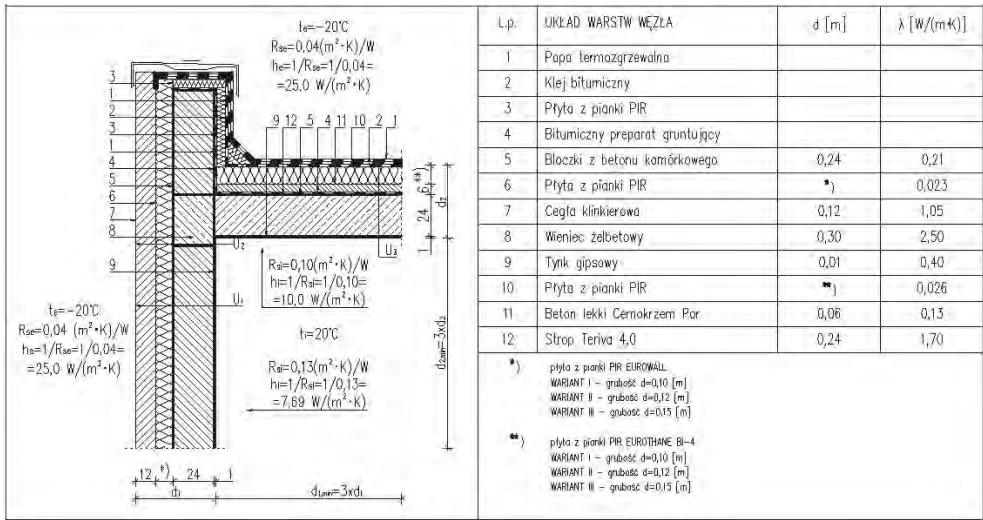 te=-20°C
Rse=0,04(m²·K)/W
he=1/Rse=1/0,04=
=25,0 W/(m²·K)
3
1
2
3
1
4
5
6
7
8
9
9 12 5 4 11 10 2 1
U2
U3
U1
6 **)
24
1
d2
d2,min=3xd2
Rsi=0,10(m²·K)/W
hi=1/Rsi=1/0,10=
=10,0 W/(m²·K)
ti=20°C
Rsi=0,13(m²·K)/W
hi=1/Rsi=1/0,13=
=7,69 W/(m²·K)
te=-20°C
Rse=0,04 (m²·K)/W
he=1/Rse=1/0,04=
=25,0 W/(m²·K)
12 *) 24 1
d1 d1,min=3xd1
L.p. UKŁAD WARSTW WĘZŁA d [m] λ [W/(m·K)]
1 Papa termozgrzewalna
2 Klej bitumiczny
3 Płyta z pianki PIR
4 Bitumiczny preparat gruntujący
5 Bloczki z betonu kamórkowego 0,24 0,21
6 Płyta z pianki PIR *) 0,023
7 Cegła klinkierowa 0,12 1,05
8 Wieniec żelbetowy 0,30 2,50
9 Tynk gipsowy 0,01 0,40
10 Płyta z pianki PIR **) 0,026
11 Beton lekki Cemokrzem Por 0,06 0,13
12 Strop Teriva 4,0 0,24 1,70
*) płyta z pianki PIR EUROWALL
WARIANT I - grubość d=0,10 [m]
WARIANT II - grubość d=0,12 [m]
WARIANT III - grubość d=0,15 [m]
**) płyta z pianki PIR EUROTHANE BI-4
WARIANT I - grubość d=0,10 [m]
WARIANT II - grubość d=0,12 [m]
WARIANT III - grubość d=0,15 [m]